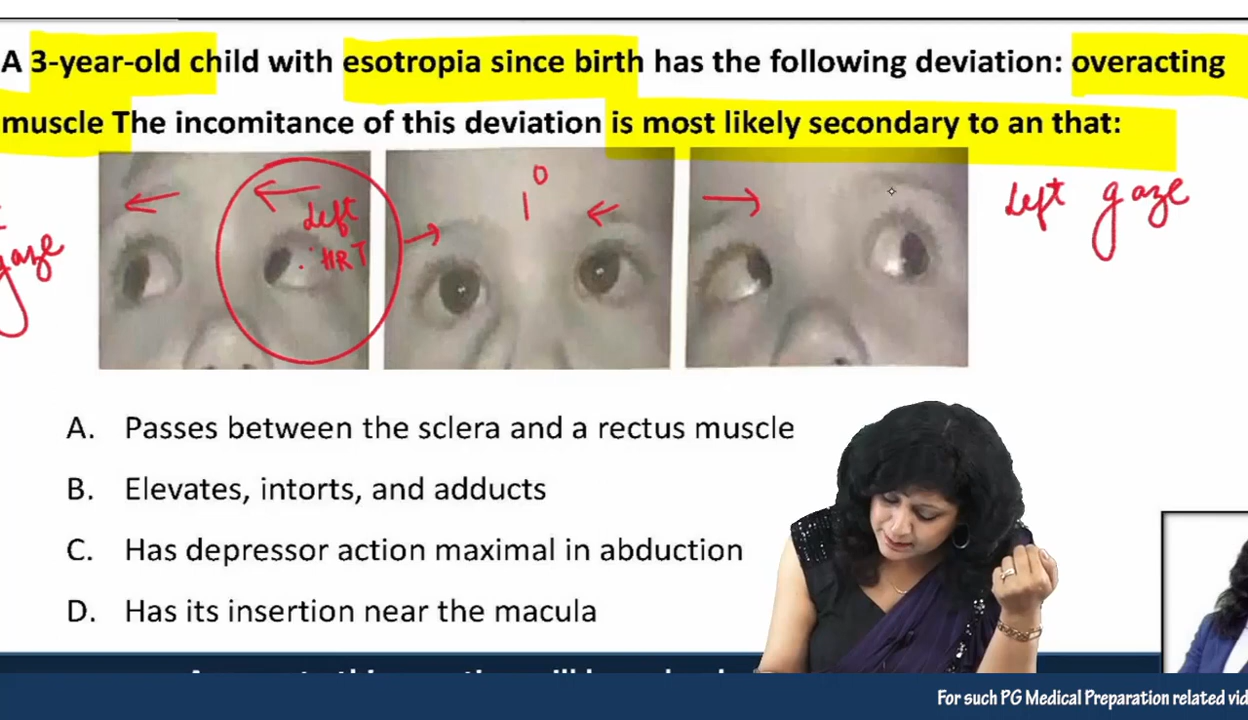 A 3-year-old child with esotropia since birth has the following deviation: overacting
muscle The incomitance of this deviation is most likely secondary to an that:
Left
HRT
gaze
Left gaze
A. Passes between the sclera and a rectus muscle
B. Elevates, intorts, and adducts
C. Has depressor action maximal in abduction
D. Has its insertion near the macula
For such PG Medical Preparation related vid